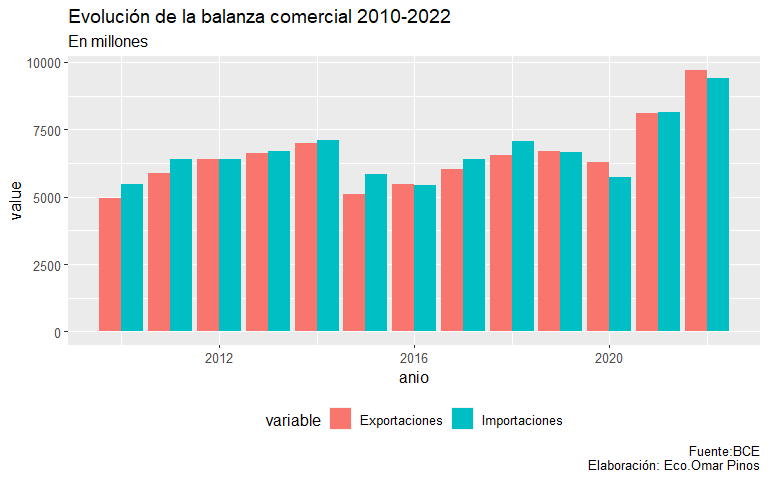 Evolución de la balanza comercial 2010-2022
En millones
10000
7500
5000
2500
0
value
2012 2016 2020
anio
variable Exportaciones Importaciones
Fuente:BCE
Elaboración: Eco.Omar Pinos